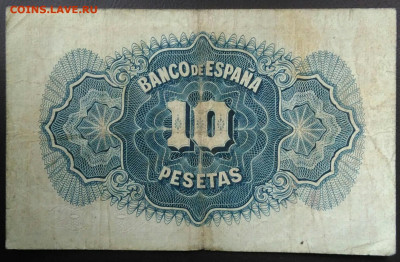 COINS.LAVE.RU
BANCO DE ESPAÑA
10
PESETAS